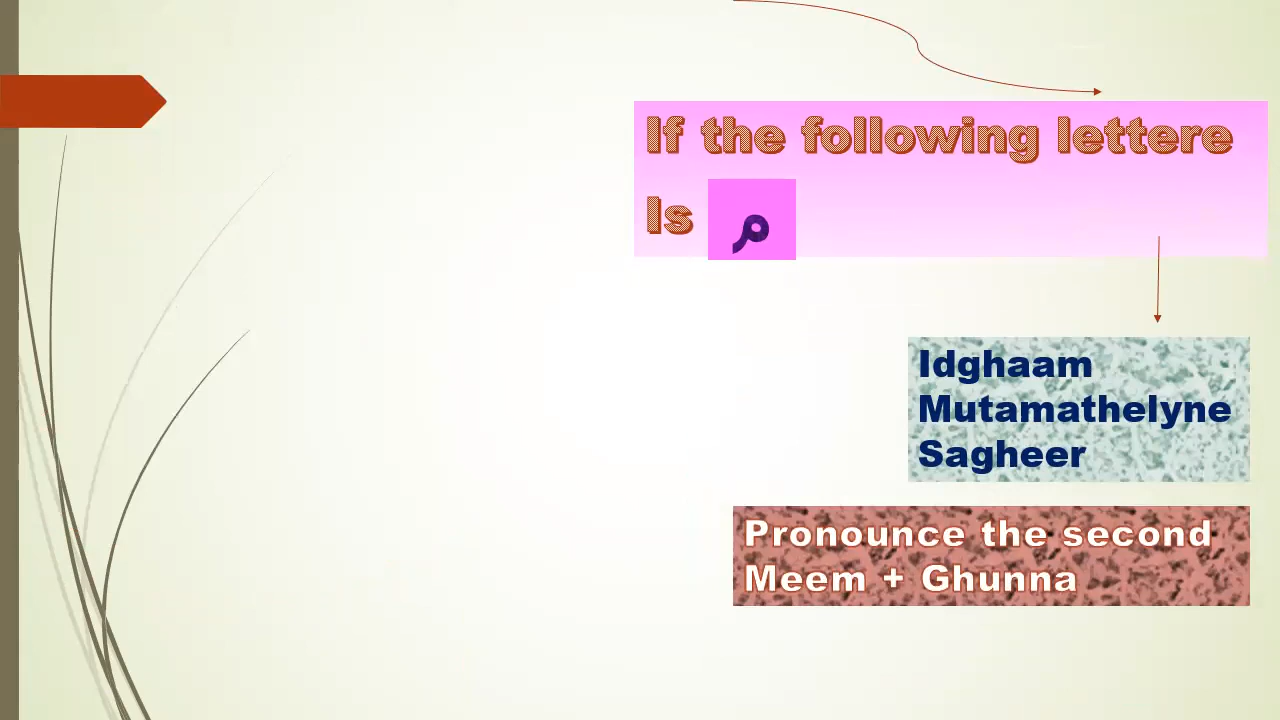 If the following lettere
Is م
Idghaam
Mutamathelyne
Sagheer
Pronounce the second
Meem + Ghunna